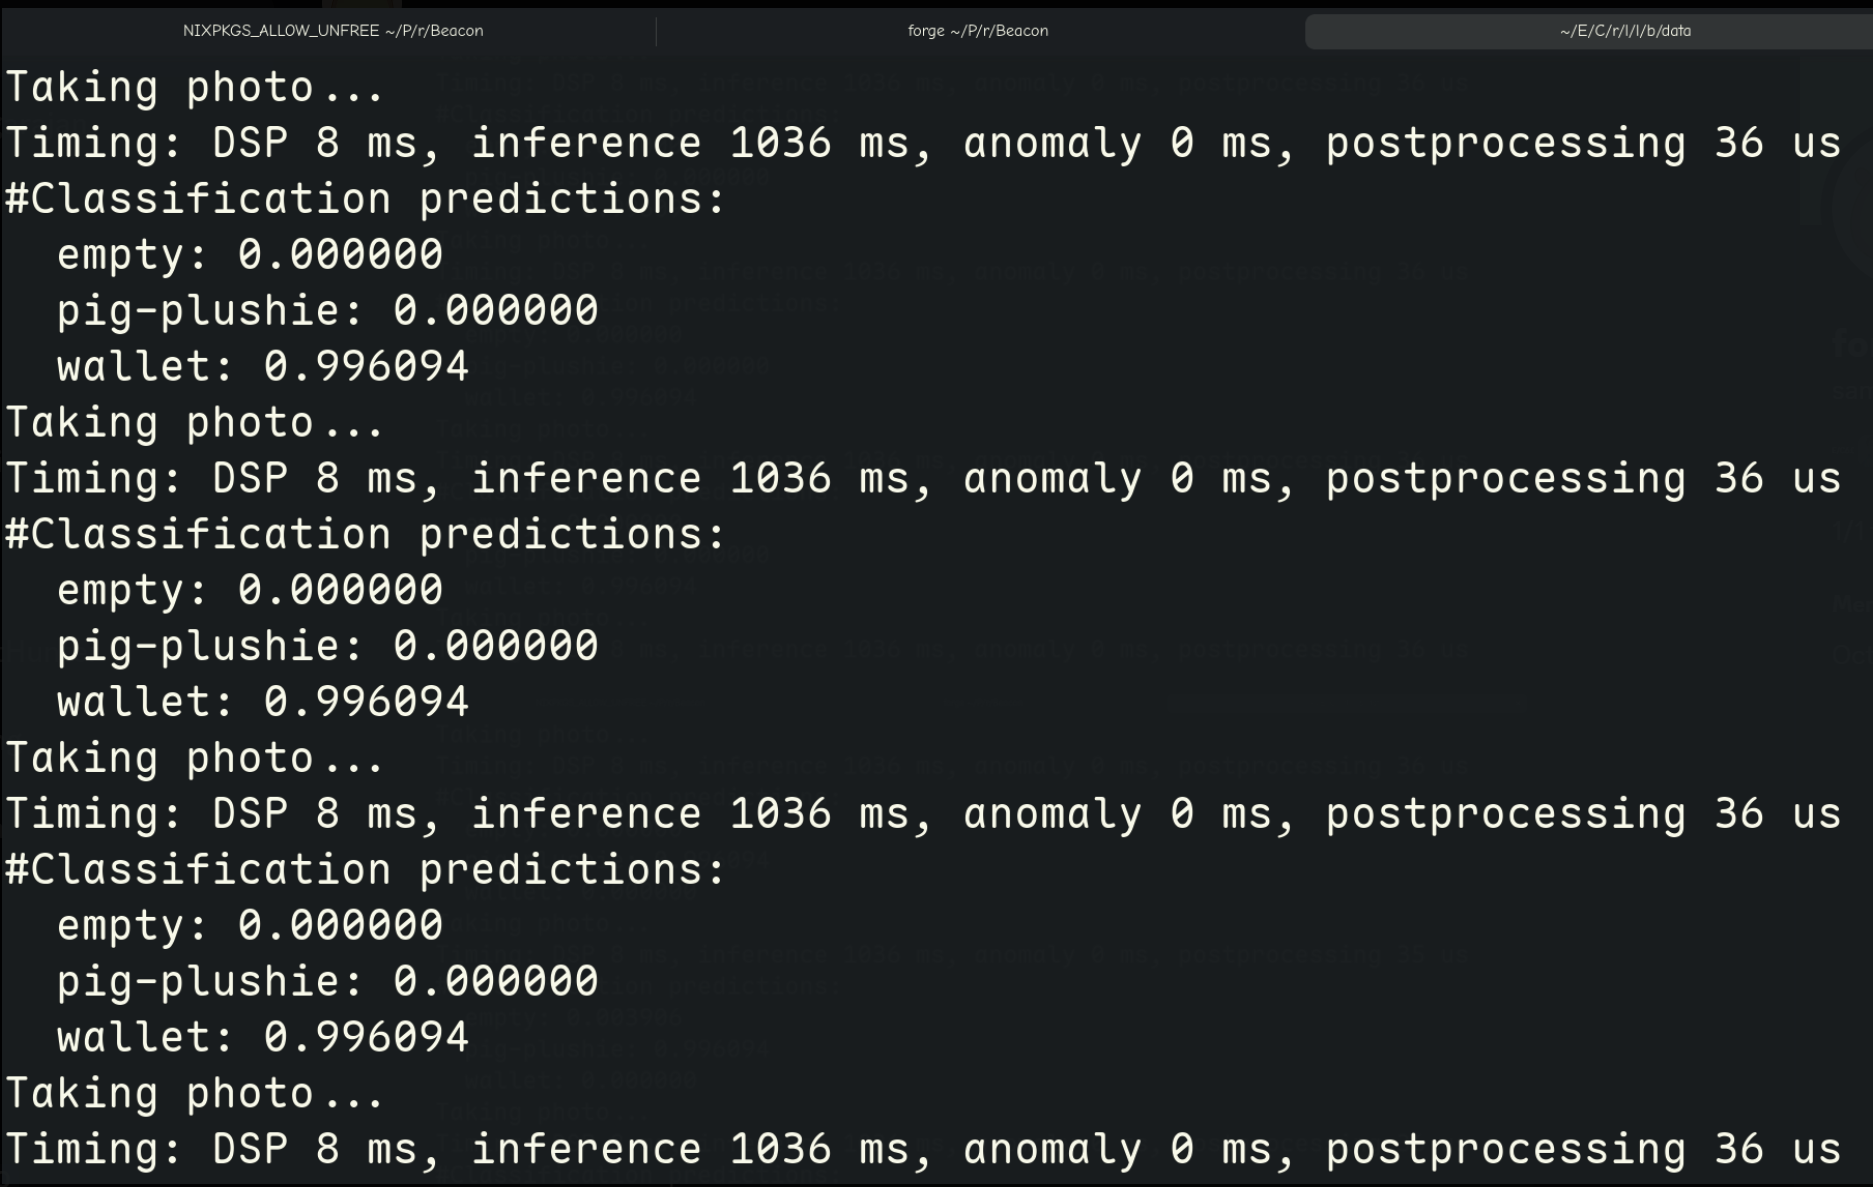 NIXPKGS_ALLOW_UNFREE ~/P/r/Beacon
forge ~/P/r/Beacon
~/E/C/r/l/l/b/data
Taking photo...
Timing: DSP 8 ms, inference 1036 ms, anomaly 0 ms, postprocessing 36 us
#Classification predictions:
empty: 0.000000
pig-plushie: 0.000000
wallet: 0.996094
Taking photo...
Timing: DSP 8 ms, inference 1036 ms, anomaly 0 ms, postprocessing 36 us
#Classification predictions:
empty: 0.000000
pig-plushie: 0.000000
wallet: 0.996094
Taking photo...
Timing: DSP 8 ms, inference 1036 ms, anomaly 0 ms, postprocessing 36 us
#Classification predictions:
empty: 0.000000
pig-plushie: 0.000000
wallet: 0.996094
Taking photo...
Timing: DSP 8 ms, inference 1036 ms, anomaly 0 ms, postprocessing 36 us